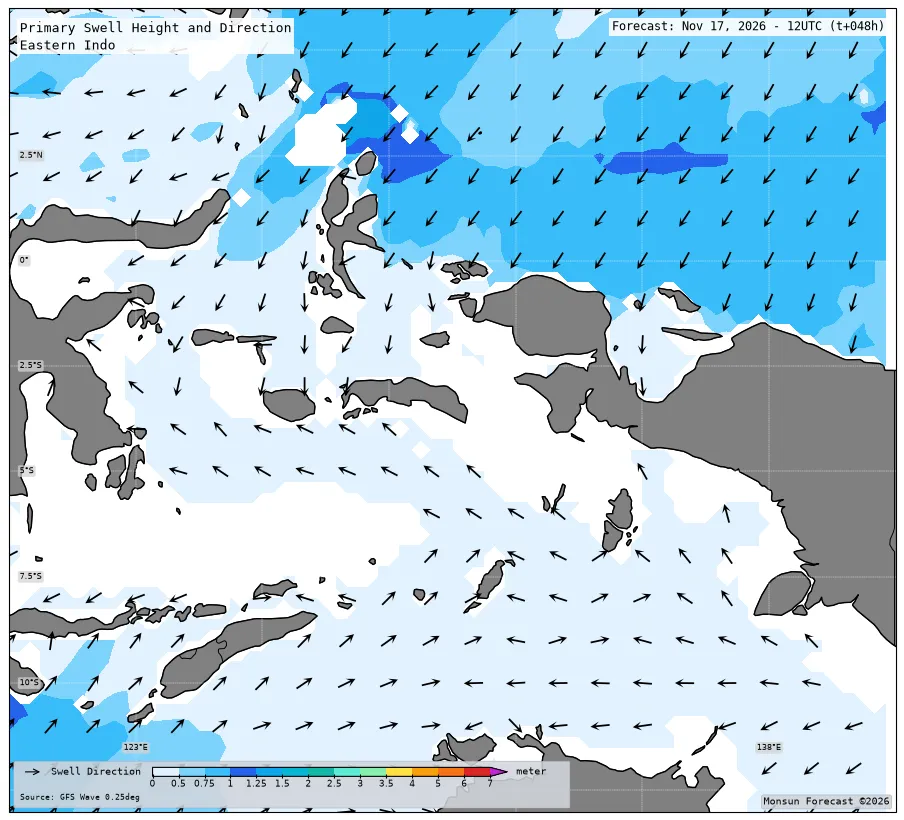 Primary Swell Height and Direction
Eastern Indo
Forecast: Nov 17, 2026 - 12UTC (t+048h)
2.5°N
0°
2.5°S
5°S
7.5°S
10°S
123°E
138°E
Swell Direction
0 0.5 0.75 1 1.25 1.5 2 2.5 3 3.5 4 5 6 7
meter
Source: GFS Wave 0.25deg
Monsun Forecast ©2026